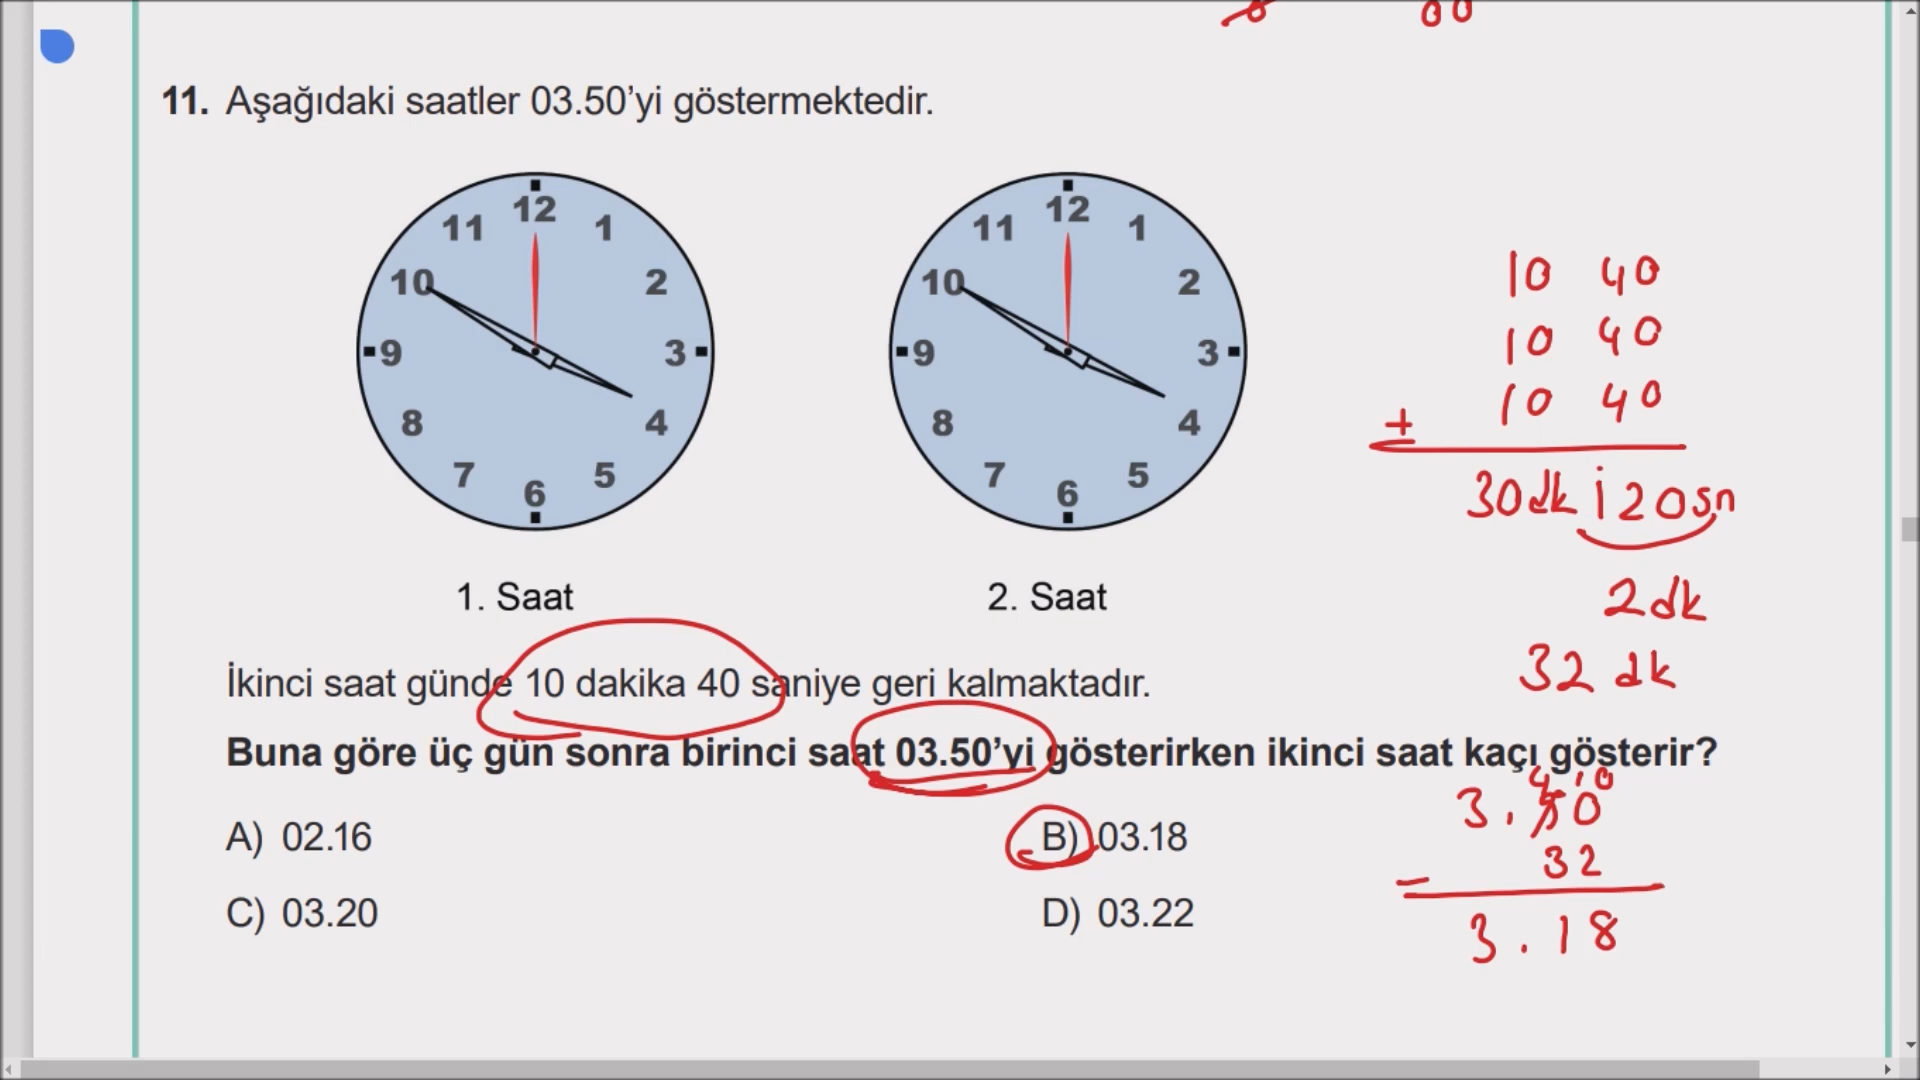 00
11. Aşağıdaki saatler 03.50’yi göstermektedir.
12
11 1
10 2
9 3
8 4
7 5
6
12
11 1
10 2
9 3
8 4
7 5
6
1. Saat 2. Saat
10 40
10 40
10 40
+
30dk 120sn
2dk
32 dk
İkinci saat günde 10 dakika 40 saniye geri kalmaktadır.
Buna göre üç gün sonra birinci saat 03.50’yi gösterirken ikinci saat kaçı gösterir?
A) 02.16 B) 03.18
C) 03.20 D) 03.22
4 10
3.50
32
−
3.18